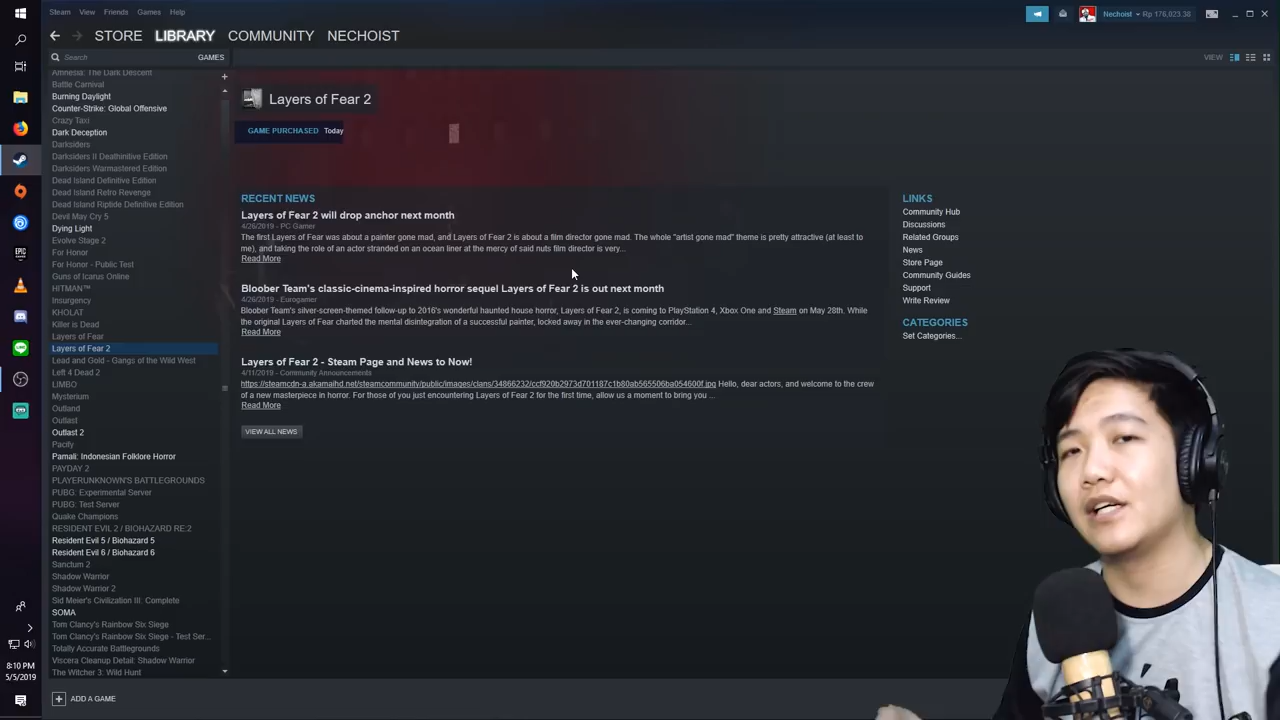 Steam View Friends Games Help
Nechoist Rp 176,023.38
STORE LIBRARY COMMUNITY NECHOIST
Search GAMES
VIEW
Amnesia: The Dark Descent
Battle Carnival
Burning Daylight
Counter-Strike: Global Offensive
Crazy Taxi
Dark Deception
Darksiders
Darksiders II Deathinitive Edition
Darksiders Warmastered Edition
Dead Island Definitive Edition
Dead Island Retro Revenge
Dead Island Riptide Definitive Edition
Devil May Cry 5
Dying Light
Evolve Stage 2
For Honor
For Honor - Public Test
Guns of Icarus Online
HITMAN™
Insurgency
KHOLAT
Killer is Dead
Layers of Fear
Layers of Fear 2
Lead and Gold - Gangs of the Wild West
Left 4 Dead 2
LIMBO
Mysterium
Outland
Outlast
Outlast 2
Pacify
Pamali: Indonesian Folklore Horror
PAYDAY 2
PLAYERUNKNOWN'S BATTLEGROUNDS
PUBG: Experimental Server
PUBG: Test Server
Quake Champions
RESIDENT EVIL 2 / BIOHAZARD RE:2
Resident Evil 5 / Biohazard 5
Resident Evil 6 / Biohazard 6
Sanctum 2
Shadow Warrior
Shadow Warrior 2
Sid Meier's Civilization III: Complete
SOMA
Tom Clancy's Rainbow Six Siege
Tom Clancy's Rainbow Six Siege - Test Ser...
Totally Accurate Battlegrounds
Viscera Cleanup Detail: Shadow Warrior
The Witcher 3: Wild Hunt
ADD A GAME
Layers of Fear 2
GAME PURCHASED Today
RECENT NEWS
Layers of Fear 2 will drop anchor next month
4/26/2019 - PC Gamer
The first Layers of Fear was about a painter gone mad, and Layers of Fear 2 is about a film director gone mad. The whole "artist gone mad" theme is pretty attractive (at least to
me), and taking the role of an actor stranded on an ocean liner at the mercy of said nuts film director is very...
Read More
Bloober Team's classic-cinema-inspired horror sequel Layers of Fear 2 is out next month
4/26/2019 - Eurogamer
Bloober Team's silver-screen-themed follow-up to 2016's wonderful haunted house horror, Layers of Fear 2, is coming to PlayStation 4, Xbox One and Steam on May 28th. While
the original Layers of Fear charted the mental disintegration of a successful painter, locked away in the ever-changing corridor...
Read More
Layers of Fear 2 - Steam Page and News to Now!
4/11/2019 - Community Announcements
https://steamcdn-a.akamaihd.net/steamcommunity/public/images/clans/34866232/ccf920b2973d701187c1b80ab565506ba054600f.jpg Hello, dear actors, and welcome to the crew
of a new masterpiece in horror. For those of you just encountering Layers of Fear 2 for the first time, allow us a moment to bring you ...
Read More
VIEW ALL NEWS
LINKS
Community Hub
Discussions
Related Groups
News
Store Page
Community Guides
Support
Write Review
CATEGORIES
Set Categories...
8:10 PM
5/5/2019